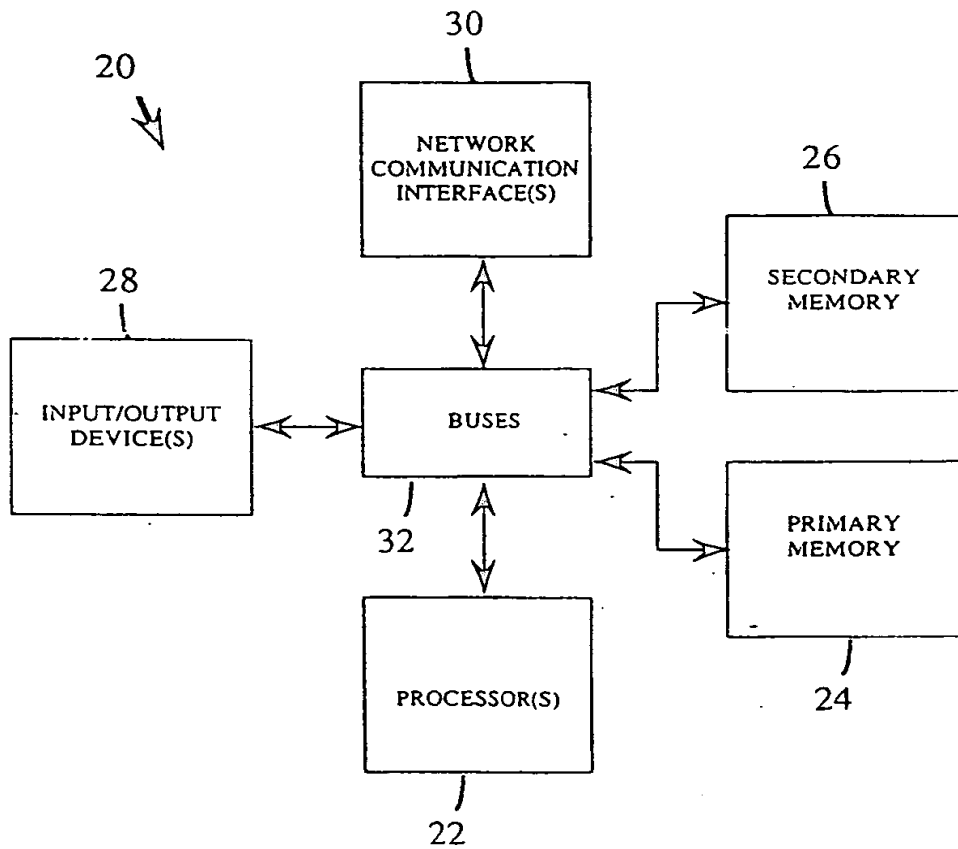 30
20
NETWORK
COMMUNICATION
INTERFACE(S)
26
SECONDARY
MEMORY
28
INPUT/OUTPUT
DEVICE(S)
BUSES
32
PRIMARY
MEMORY
24
PROCESSOR(S)
22